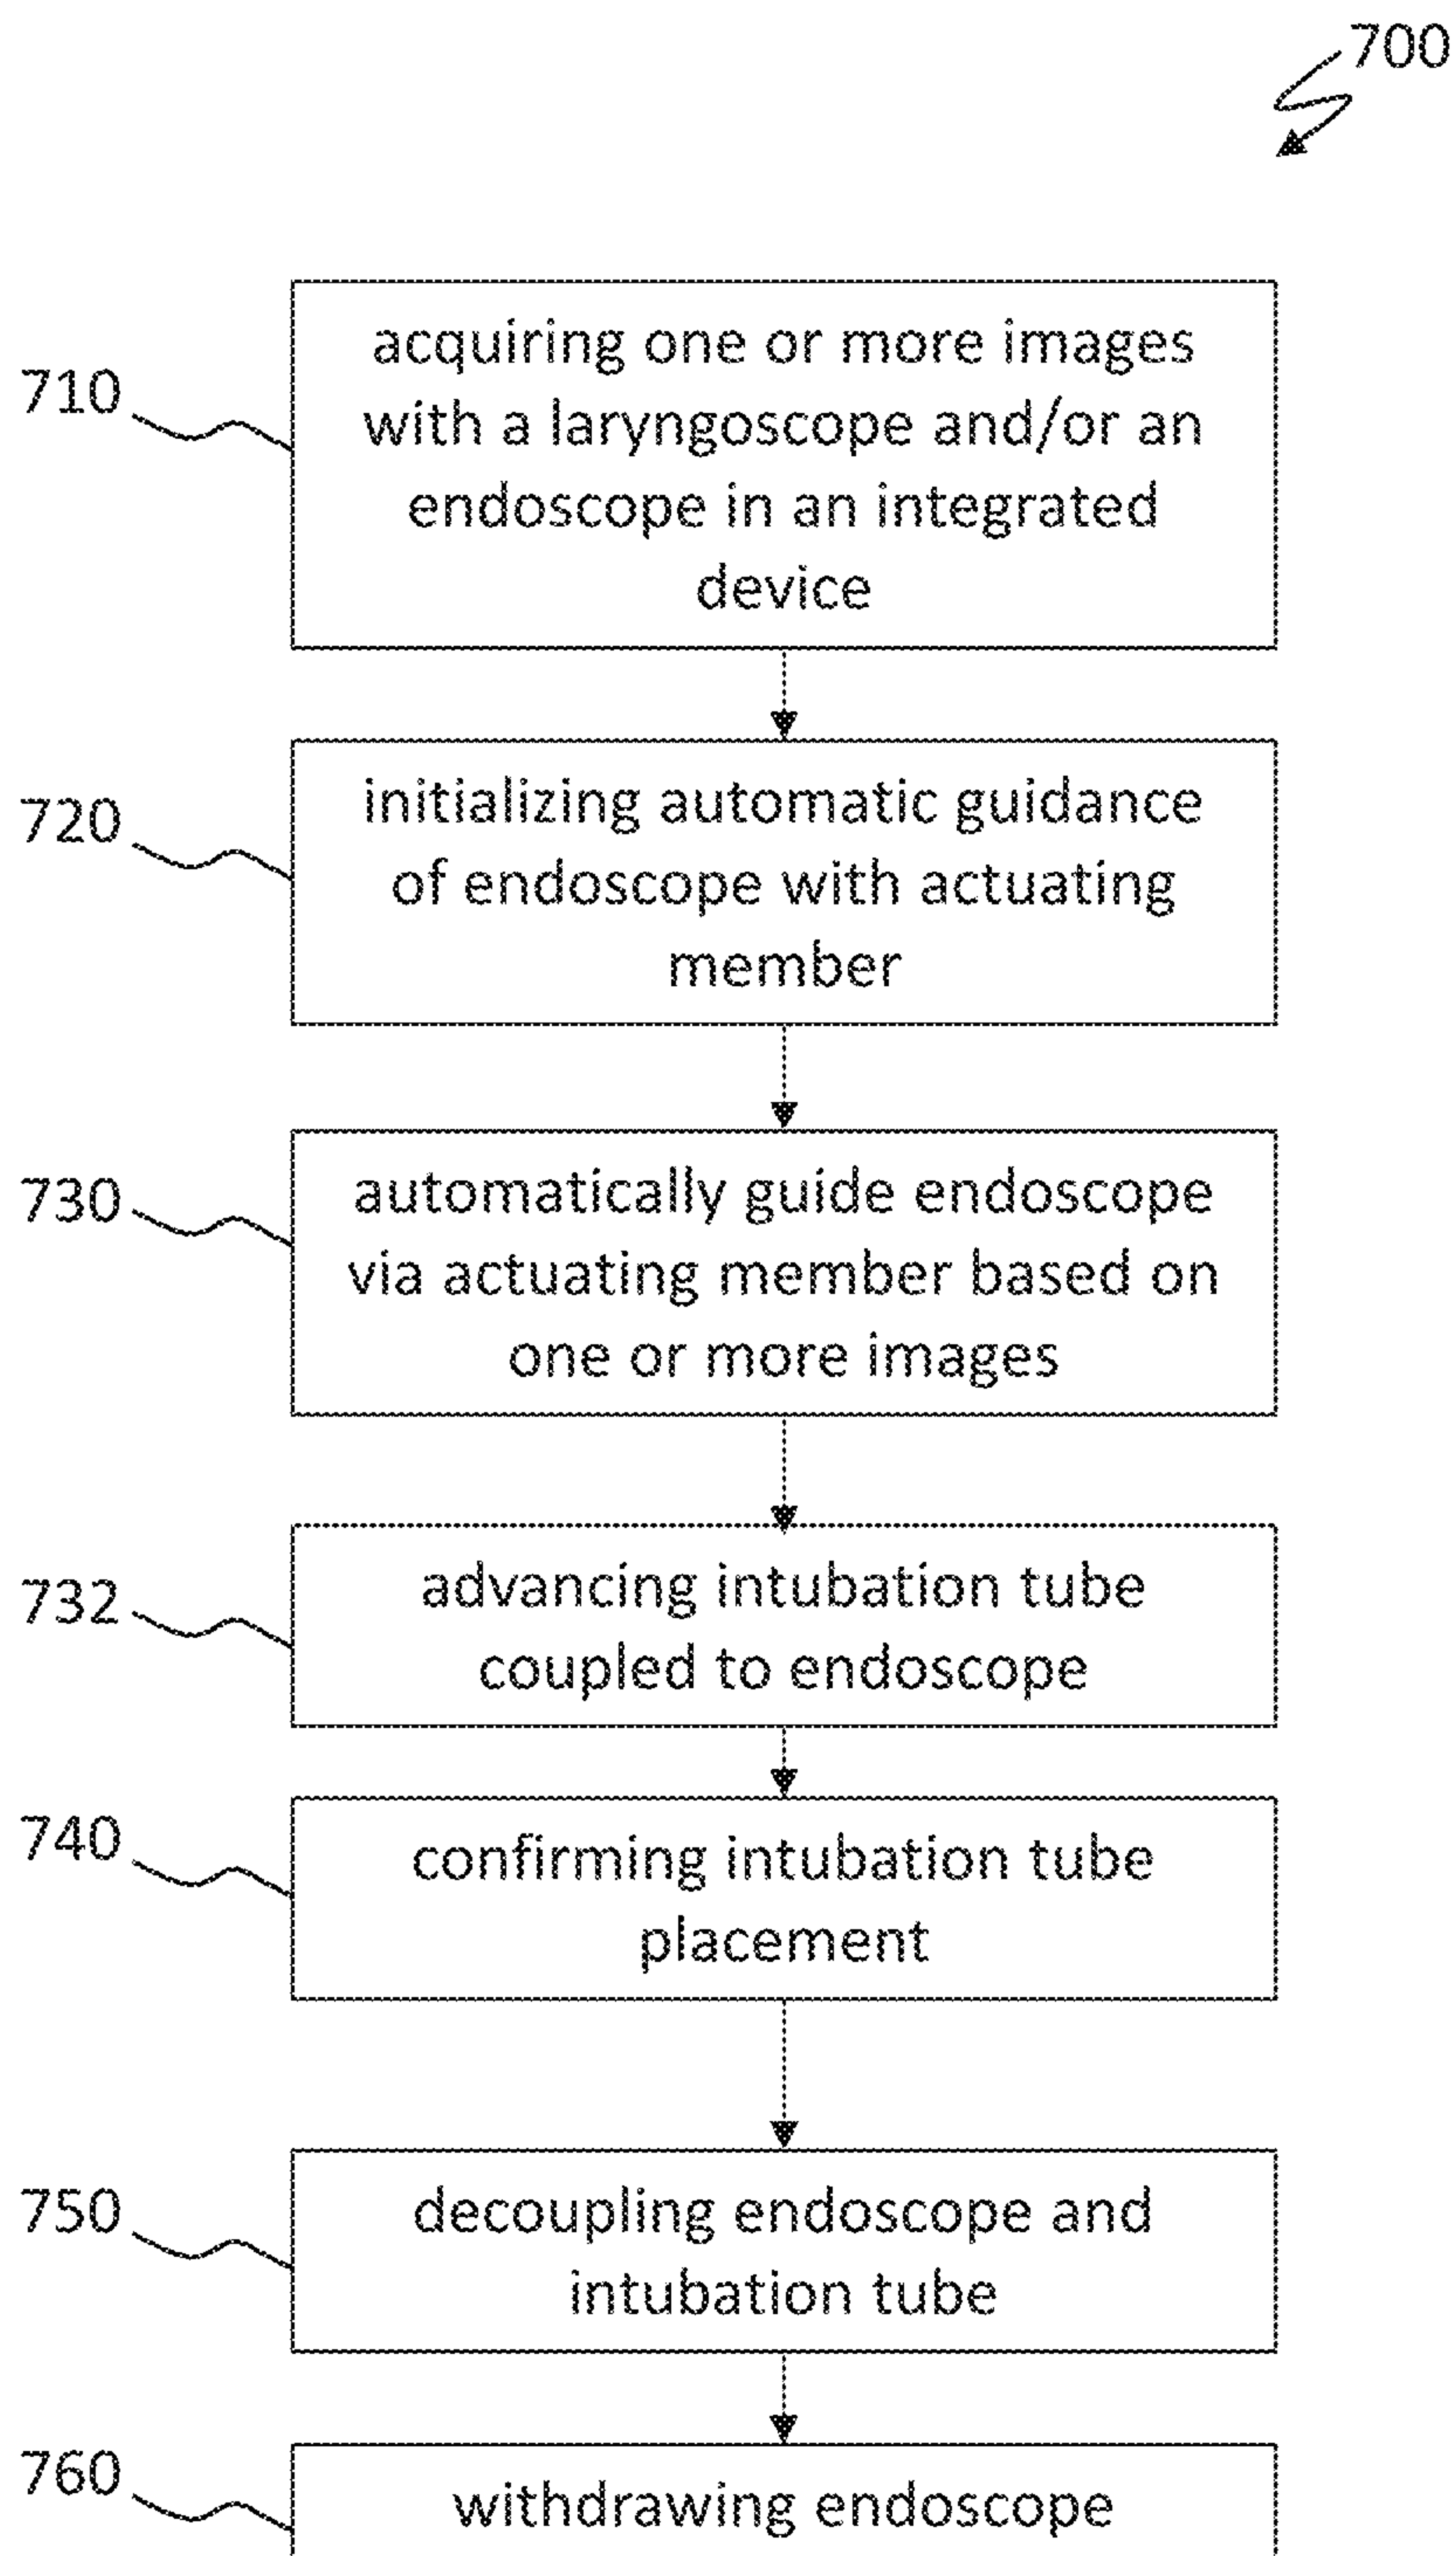 700
710
acquiring one or more images
with a laryngoscope and/or an
endoscope in an integrated
device
720
initializing automatic guidance
of endoscope with actuating
member
730
automatically guide endoscope
via actuating member based on
one or more images
732
advancing intubation tube
coupled to endoscope
740
confirming intubation tube
placement
750
decoupling endoscope and
intubation tube
760
withdrawing endoscope